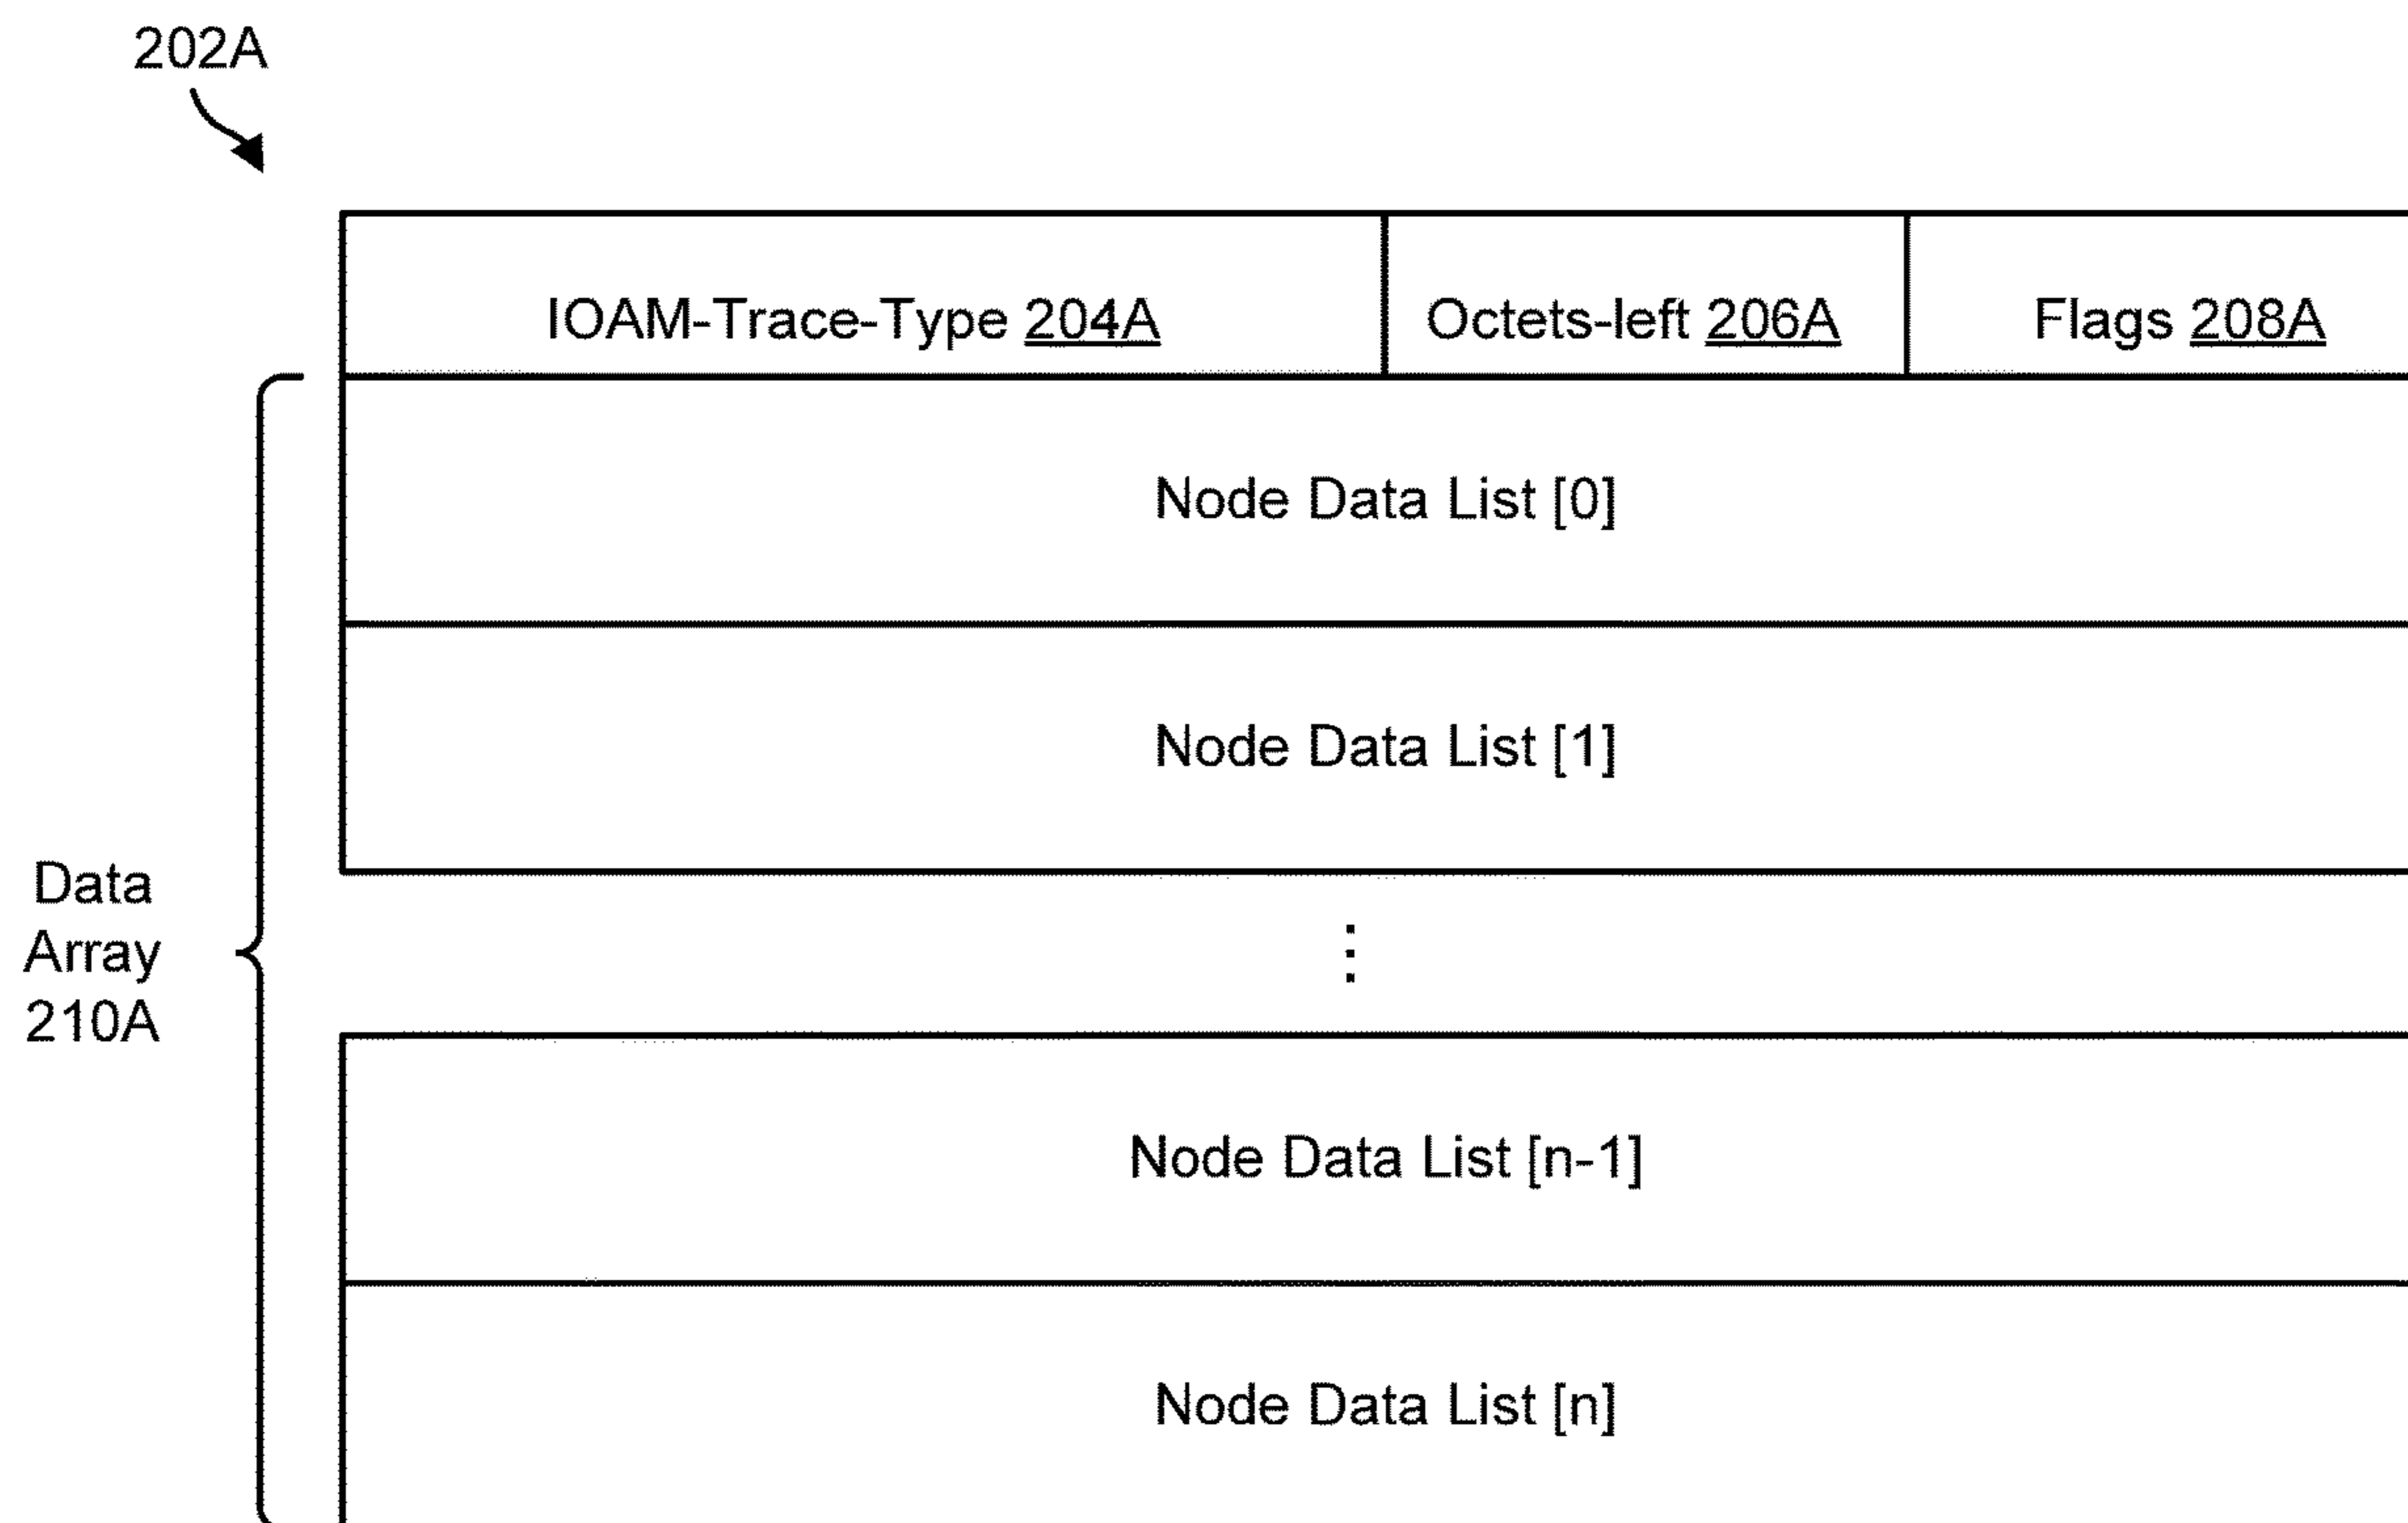 202A
IOAM-Trace-Type 204A
Octets-left 206A
Flags 208A
Node Data List [0]
Node Data List [1]
Data
Array
210A
⋮
Node Data List [n-1]
Node Data List [n]